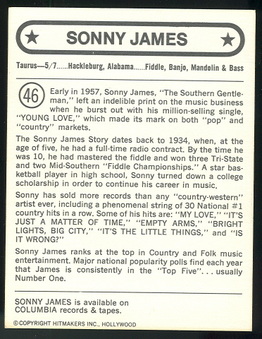 ★ SONNY JAMES ★
Taurus—5/7.....Hackleburg, Alabama.....Fiddle, Banjo, Mandolin & Bass
46 Early in 1957, Sonny James, "The Southern Gentle-
man," left an indelible print on the music business
when he burst out with his million-selling single,
"YOUNG LOVE," which made its mark on both "pop" and
"country" markets.
The Sonny James Story dates back to 1934, when, at the
age of five, he had a full-time radio contract. By the time he
was 10, he had mastered the fiddle and won three Tri-State
and two Mid-Southern "Fiddle Championships." A star bas-
ketball player in high school, Sonny turned down a college
scholarship in order to continue his career in music.
Sonny has sold more records than any "country-western"
artist ever, including a phenomenal string of 30 National #1
country hits in a row. Some of his hits are: "MY LOVE," "IT'S
JUST A MATTER OF TIME," "EMPTY ARMS," "BRIGHT
LIGHTS, BIG CITY," "IT'S THE LITTLE THINGS," and "IS
IT WRONG?"
Sonny James ranks at the top in Country and Folk music
entertainment. Major national popularity polls find each year
that James is consistently in the "Top Five"... usually
Number One.
SONNY JAMES is available on
COLUMBIA records & tapes.
©COPYRIGHT HITMAKERS INC., HOLLYWOOD